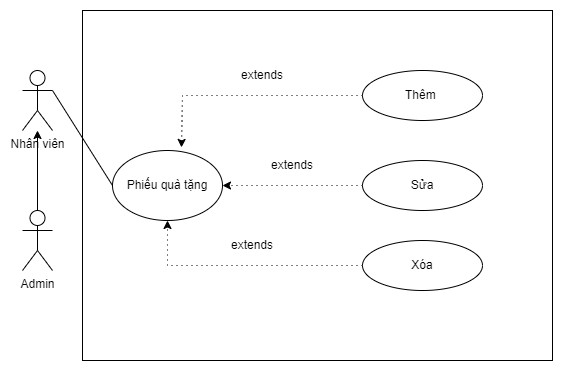 extends
Thêm
Nhân viên
extends
Phiếu quà tặng
Sửa
extends
Xóa
Admin